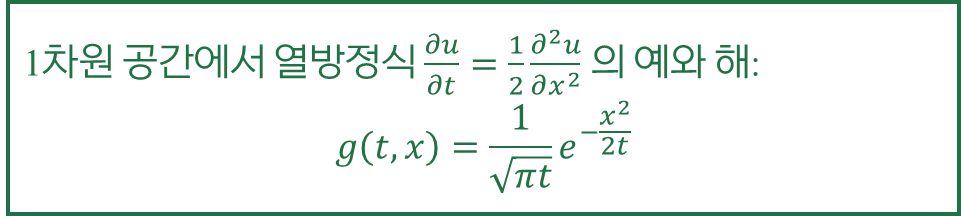 1차원 공간에서 열방정식 ∂u/∂t = 1/2 ∂²u/∂x² 의 예와 해:
g(t, x) = 1/√(πt) e^(-x²/2t)